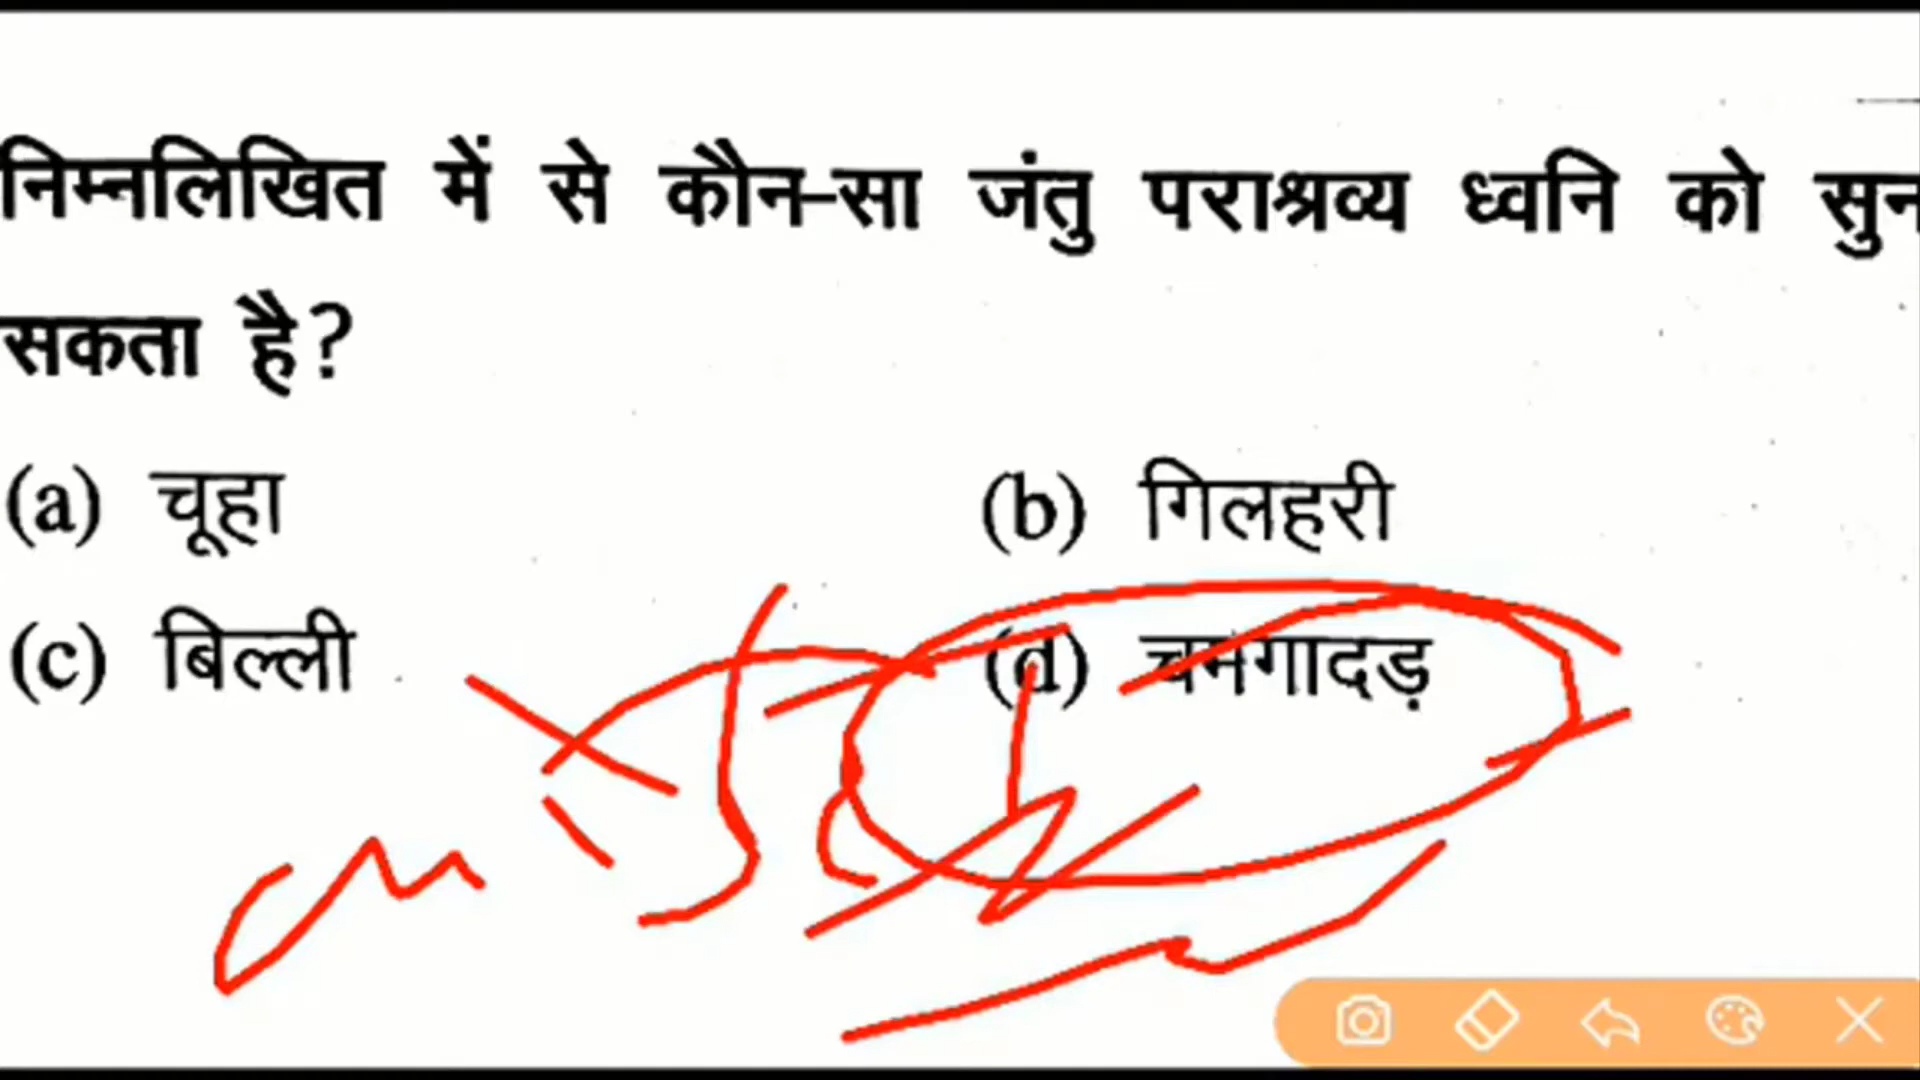 निम्नलिखित में से कौन-सा जंतु पराश्रव्य ध्वनि को सुन
सकता है?
(a) चूहा (b) गिलहरी
(c) बिल्ली (d) चमगादड़